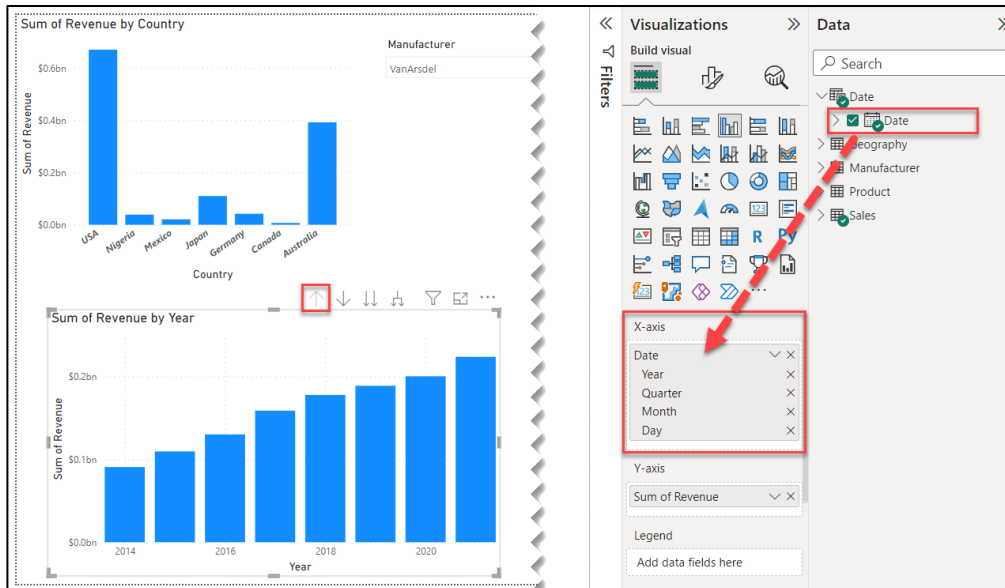 Sum of Revenue by Country
Sum of Revenue
$0.6bn
$0.4bn
$0.2bn
$0.0bn
USA
Nigeria
Mexico
Japan
Germany
Canada
Australia
Country
Manufacturer
VanArsdel
Sum of Revenue by Year
Sum of Revenue
$0.2bn
$0.1bn
$0.0bn
2014
2016
2018
2020
Year
Filters
Visualizations
Build visual
123
R
Py
123
X-axis
Date
Year
Quarter
Month
Day
Y-axis
Sum of Revenue
Legend
Add data fields here
Data
Search
Date
Date
Geography
Manufacturer
Product
Sales